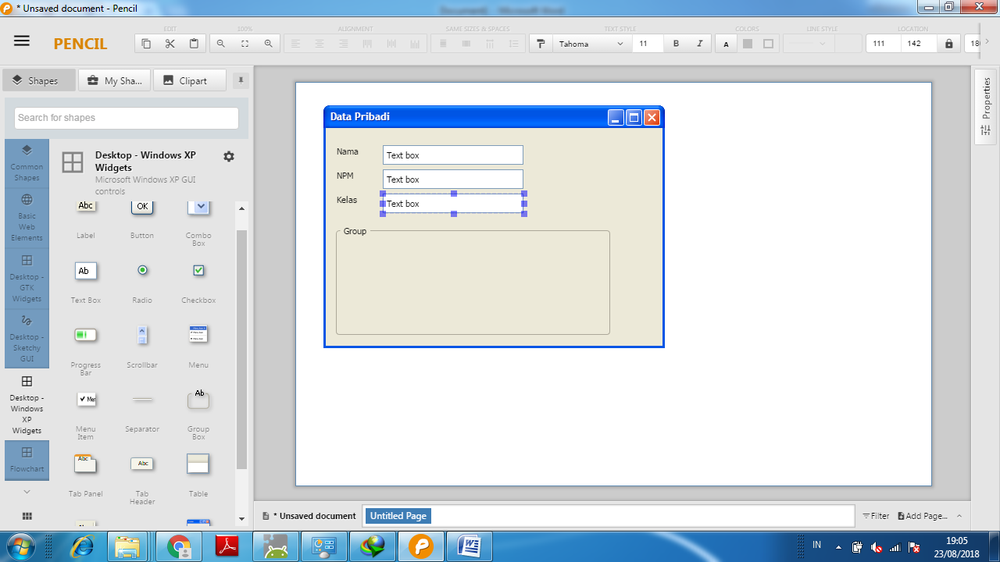 * Unsaved document - Pencil
EDIT
100%
ALIGNMENT
SAME SIZES & SPACES
TEXT STYLE
COLORS
LINE STYLE
LOCATION
PENCIL
Tahoma
11
B
I
A
111
142
Shapes
My Sha...
Clipart
Properties
Search for shapes
Common Shapes
Basic Web Elements
Desktop - GTK Widgets
Desktop - Sketchy GUI
Desktop - Windows XP Widgets
Flowchart
Desktop - Windows XP
Widgets
Microsoft Windows XP GUI
controls
Abc
OK
Label
Button
Combo Box
Ab
Text Box
Radio
Checkbox
Progress Bar
Scrollbar
Menu
Ab
Menu Item
Separator
Group Box
Abc
Abc
Tab Panel
Tab Header
Table
Data Pribadi
Nama
Text box
NPM
Text box
Kelas
Text box
Group
* Unsaved document
Untitled Page
Filter
Add Page...
IN
19:05
23/08/2018